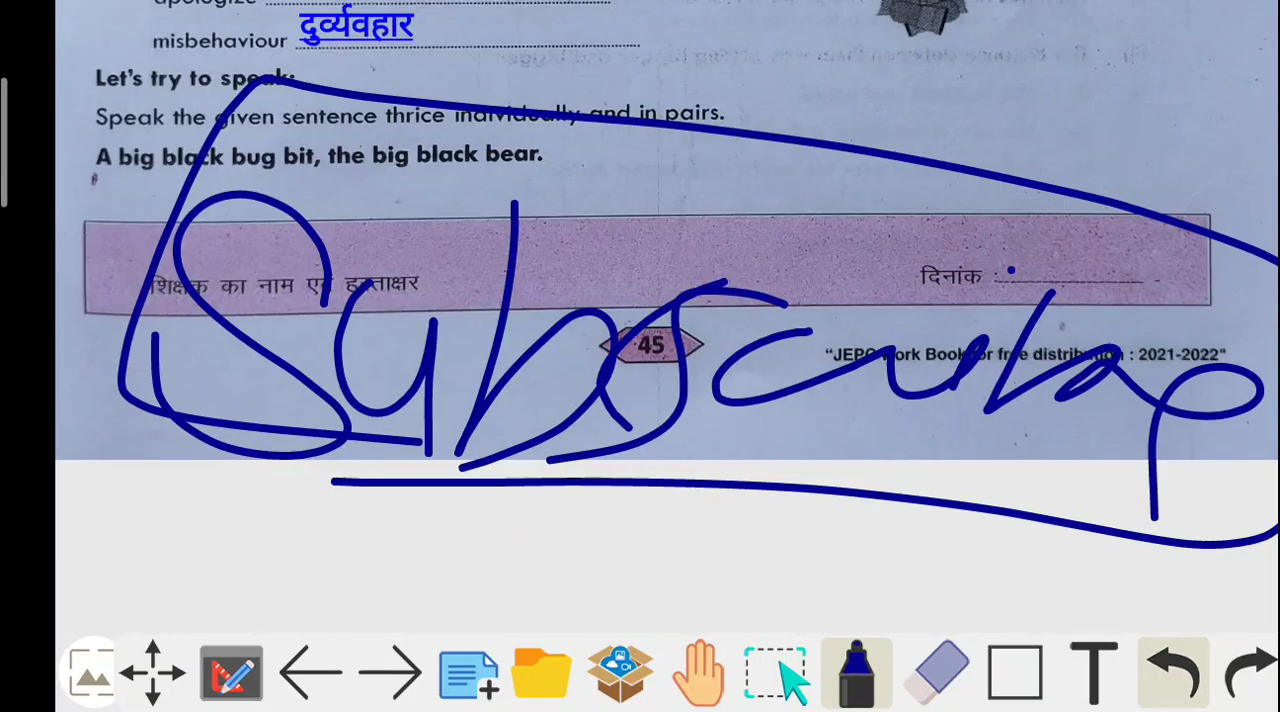 apologize
misbehaviour दुर्व्यवहार
Let's try to speak:
Speak the given sentence thrice individually and in pairs.
A big black bug bit, the big black bear.
शिक्षक का नाम एवं हस्ताक्षर दिनांक :
45
"JEPC Work Book for free distribution : 2021-2022"
Subscribe
T